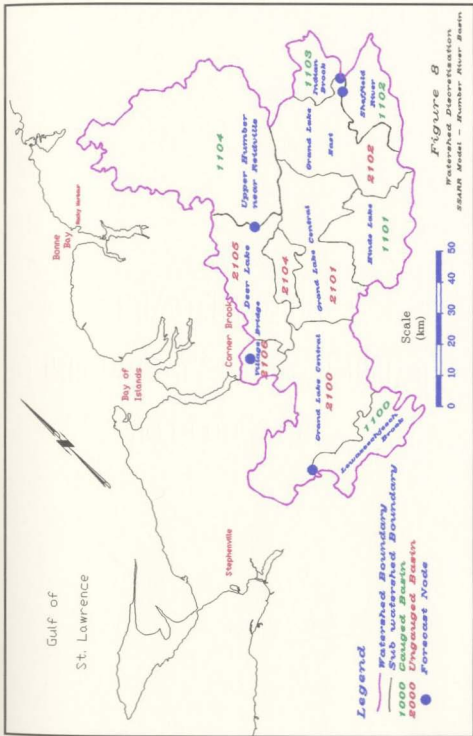 Gulf of
St. Lawrence
Stephenville
Bay of
Islands
Bonne
Bay
Rocky Harbour
Corner Brook
Village Bridge
2106
Deer Lake
2105
Upper Humber
near Reidville
1104
2104
Grand Lake Central
2100
Grand Lake Central
2101
Grand Lake
East
2102
Indian
Brook
1103
Sheffield
River
1102
Hinds Lake
1101
1100
Lewaseechjeech
Brook
Legend
Watershed Boundary
Sub watershed Boundary
1000 Gauged Basin
2000 Ungauged Basin
Forecast Node
Scale
(km)
0 10 20 30 40 50
Figure 8
Watershed Discretisation
SSARR Model - Humber River Basin